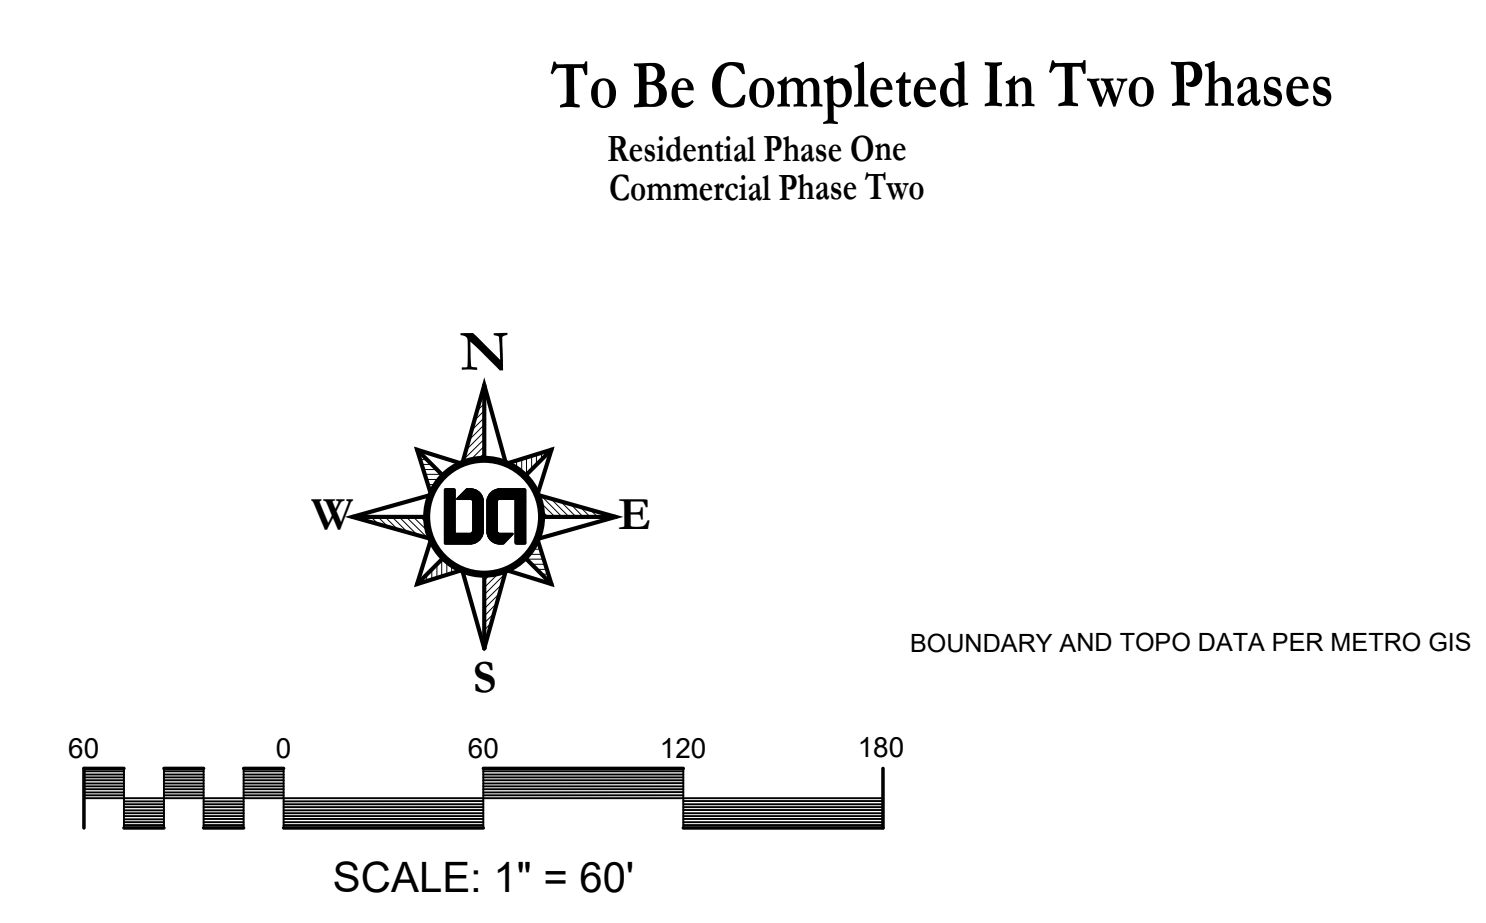 To Be Completed In Two Phases
Residential Phase One
Commercial Phase Two
N
W E
S
BOUNDARY AND TOPO DATA PER METRO GIS
60 0 60 120 180
SCALE: 1" = 60'